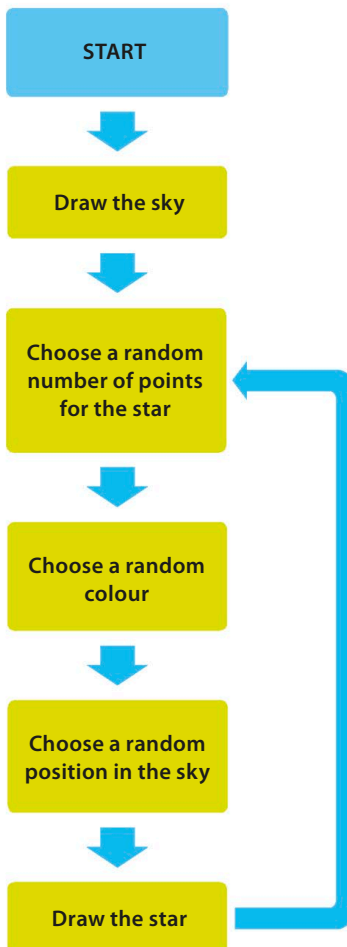 START
Draw the sky
Choose a random
number of points
for the star
Choose a random
colour
Choose a random
position in the sky
Draw the star